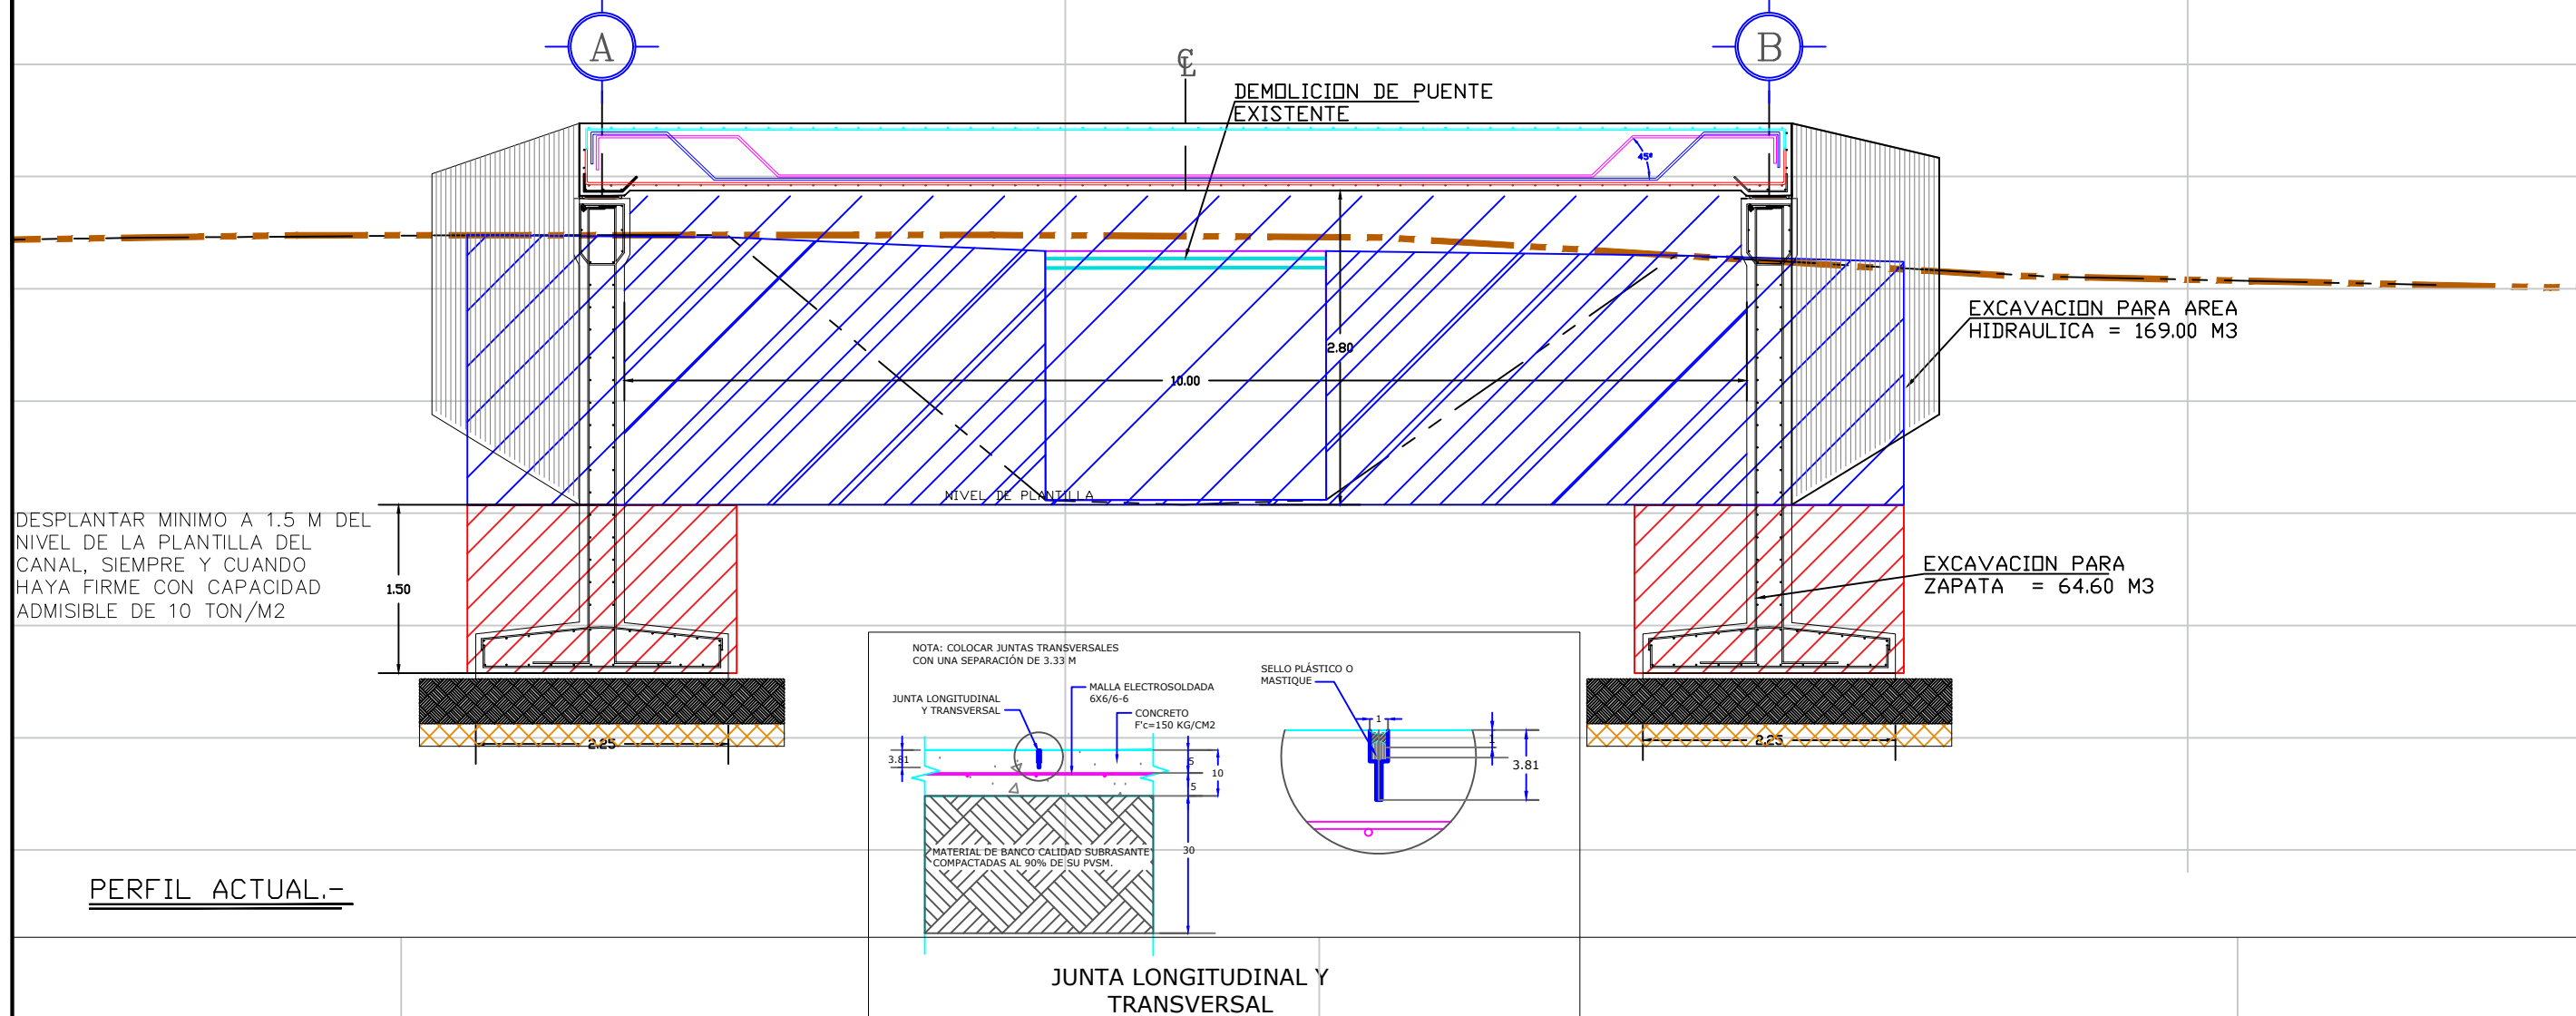 A
B
℄
DEMOLICION DE PUENTE
EXISTENTE
45°
2.80
10.00
EXCAVACION PARA AREA
HIDRAULICA = 169.00 M3
NIVEL DE PLANTILLA
DESPLANTAR MINIMO A 1.5 M DEL
NIVEL DE LA PLANTILLA DEL
CANAL, SIEMPRE Y CUANDO
HAYA FIRME CON CAPACIDAD
ADMISIBLE DE 10 TON/M2
1.50
EXCAVACION PARA
ZAPATA = 64.60 M3
2.25
2.25
NOTA: COLOCAR JUNTAS TRANSVERSALES
CON UNA SEPARACIÓN DE 3.33 M
JUNTA LONGITUDINAL
Y TRANSVERSAL
MALLA ELECTROSOLDADA
6X6/6-6
CONCRETO
F'c=150 KG/CM2
3.81
5
10
5
30
MATERIAL DE BANCO CALIDAD SUBRASANTE
COMPACTADAS AL 90% DE SU PVSM.
SELLO PLÁSTICO O
MASTIQUE
1
1
3.81
PERFIL ACTUAL.-
JUNTA LONGITUDINAL Y
TRANSVERSAL